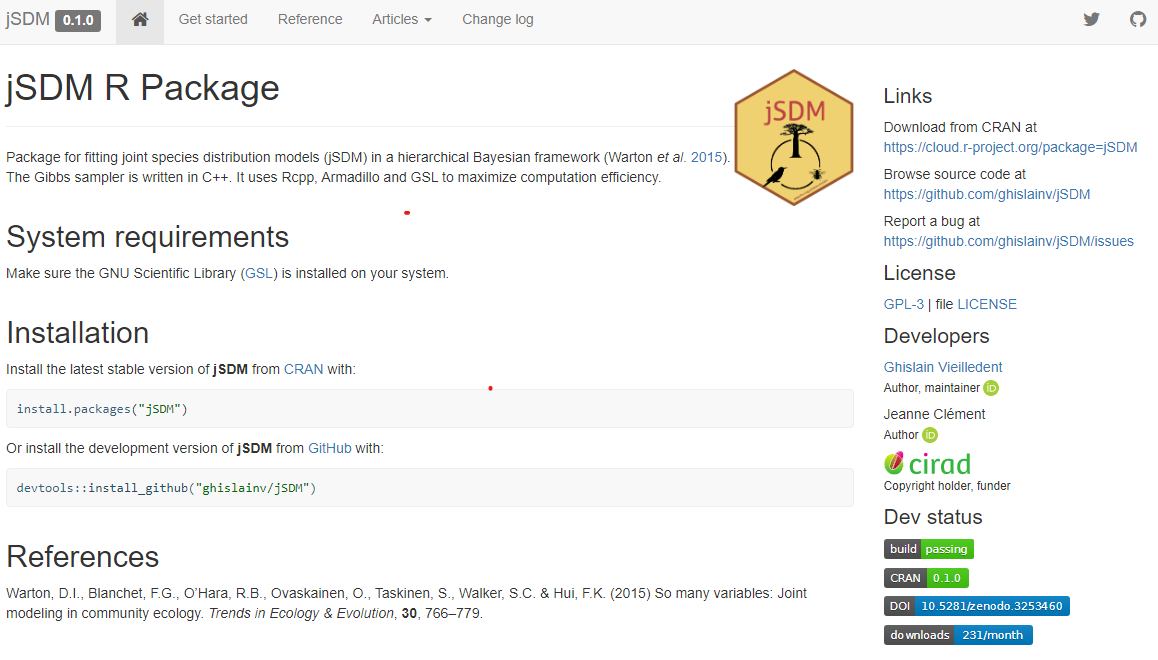 jSDM 0.1.0 Get started Reference Articles Change log
jSDM R Package
jSDM
Package for fitting joint species distribution models (jSDM) in a hierarchical Bayesian framework (Warton et al. 2015).
The Gibbs sampler is written in C++. It uses Rcpp, Armadillo and GSL to maximize computation efficiency.
System requirements
Make sure the GNU Scientific Library (GSL) is installed on your system.
Installation
Install the latest stable version of jSDM from CRAN with:
install.packages("jSDM")
Or install the development version of jSDM from GitHub with:
devtools::install_github("ghislainv/jSDM")
References
Warton, D.I., Blanchet, F.G., O’Hara, R.B., Ovaskainen, O., Taskinen, S., Walker, S.C. & Hui, F.K. (2015) So many variables: Joint
modeling in community ecology. Trends in Ecology & Evolution, 30, 766–779.
Links
Download from CRAN at
https://cloud.r-project.org/package=jSDM
Browse source code at
https://github.com/ghislainv/jSDM
Report a bug at
https://github.com/ghislainv/jSDM/issues
License
GPL-3 | file LICENSE
Developers
Ghislain Vieilledent
Author, maintainer iD
Jeanne Clément
Author iD
cirad
Copyright holder, funder
Dev status
build passing
CRAN 0.1.0
DOI 10.5281/zenodo.3253460
downloads 231/month